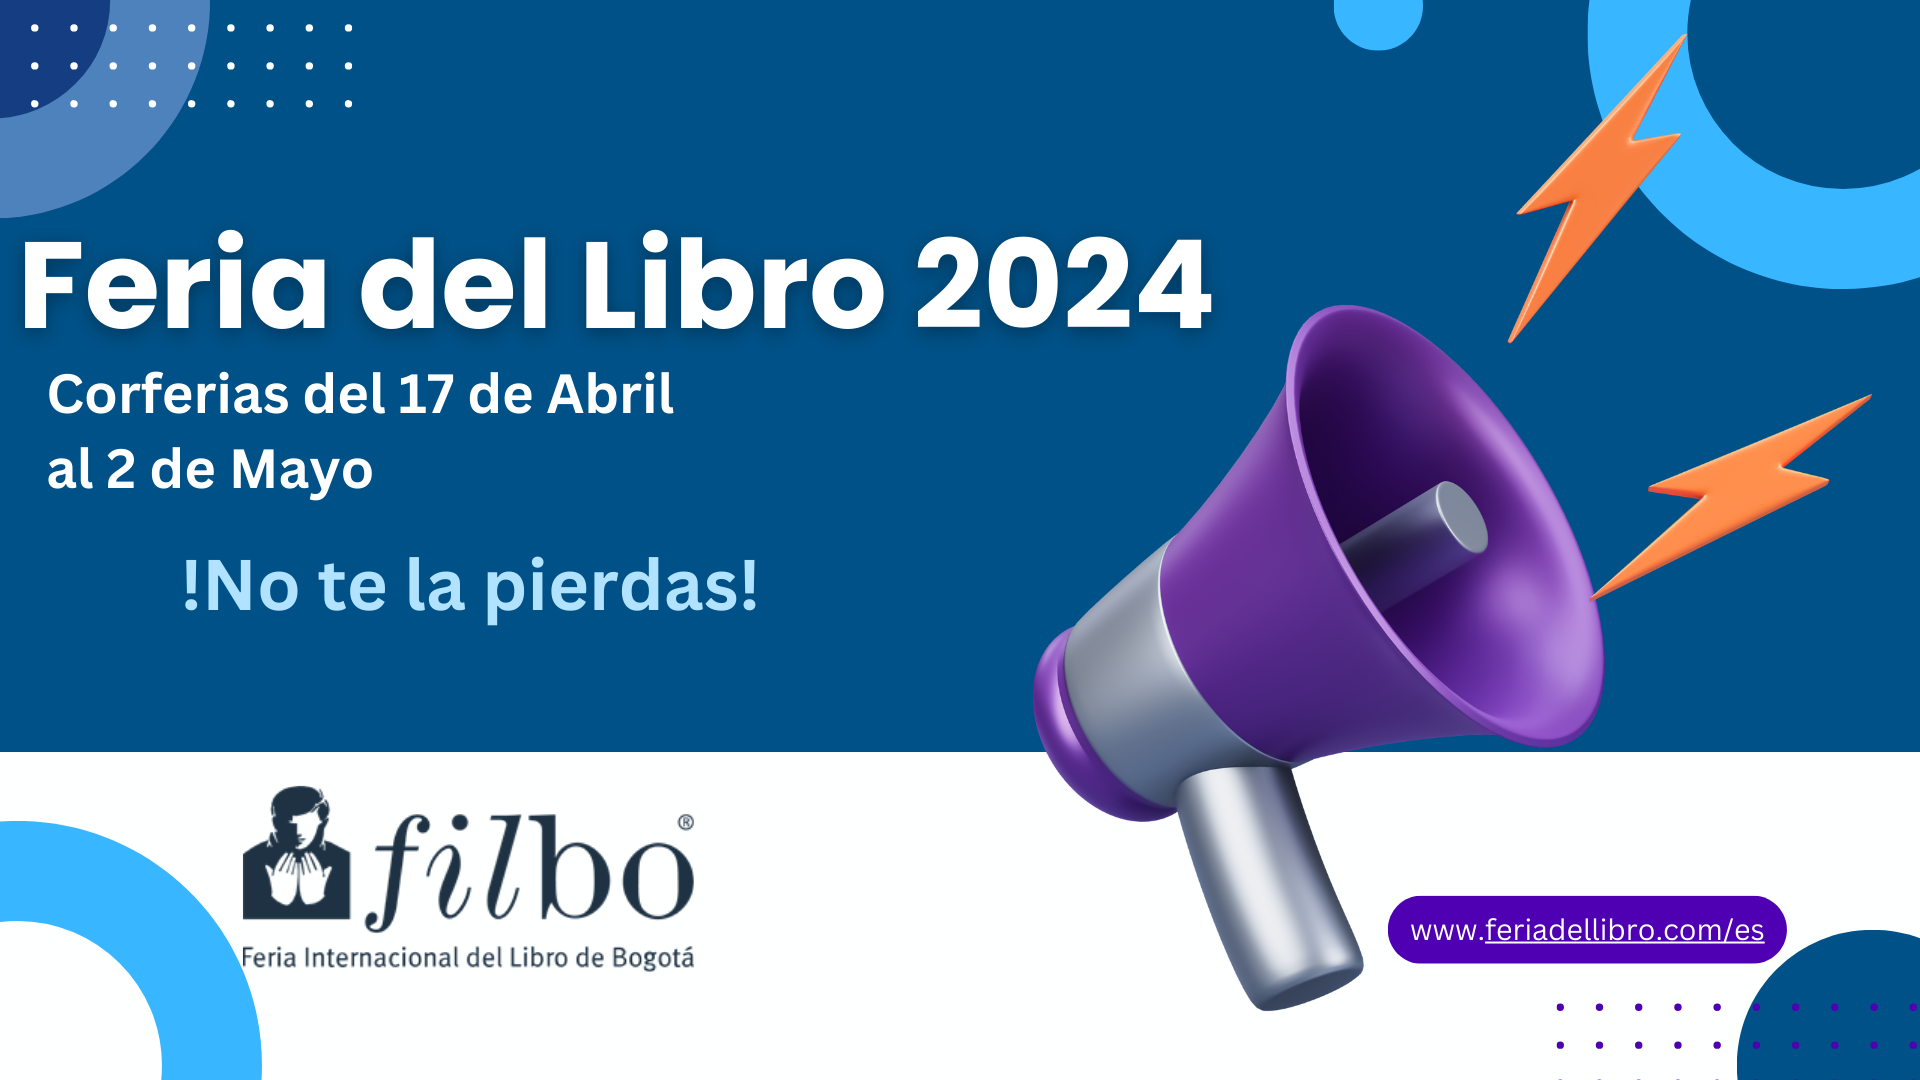 Feria del Libro 2024
Corferias del 17 de Abril
al 2 de Mayo
!No te la pierdas!
filbo®
Feria Internacional del Libro de Bogotá
www.feriadellibro.com/es